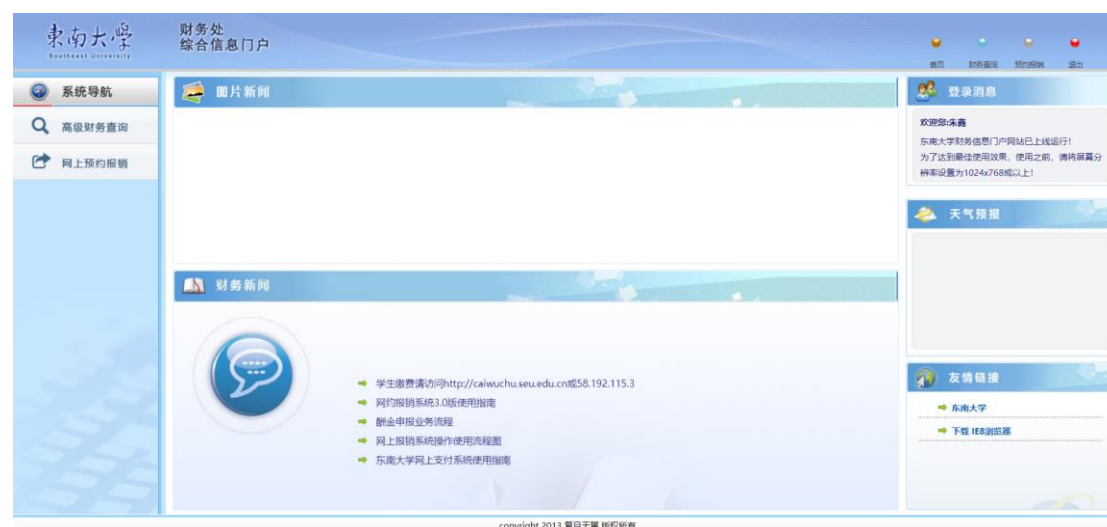 東南大學
Southeast University
财务处
综合信息门户
首页 财务查询 预约报销 退出
系统导航
高级财务查询
网上预约报销
图片新闻
财务新闻
学生缴费请访问http://caiwuchu.seu.edu.cn或58.192.115.3
网约报销系统3.0版使用指南
酬金申报业务流程
网上报销系统操作使用流程图
东南大学网上支付系统使用指南
登录消息
欢迎您:朱鑫
东南大学财务信息门户网站已上线运行!
为了达到最佳使用效果，使用之前，请将屏幕分
辨率设置为1024x768或以上!
天气预报
友情链接
东南大学
下载 IE8浏览器
copyright 2013 复旦天翼 版权所有